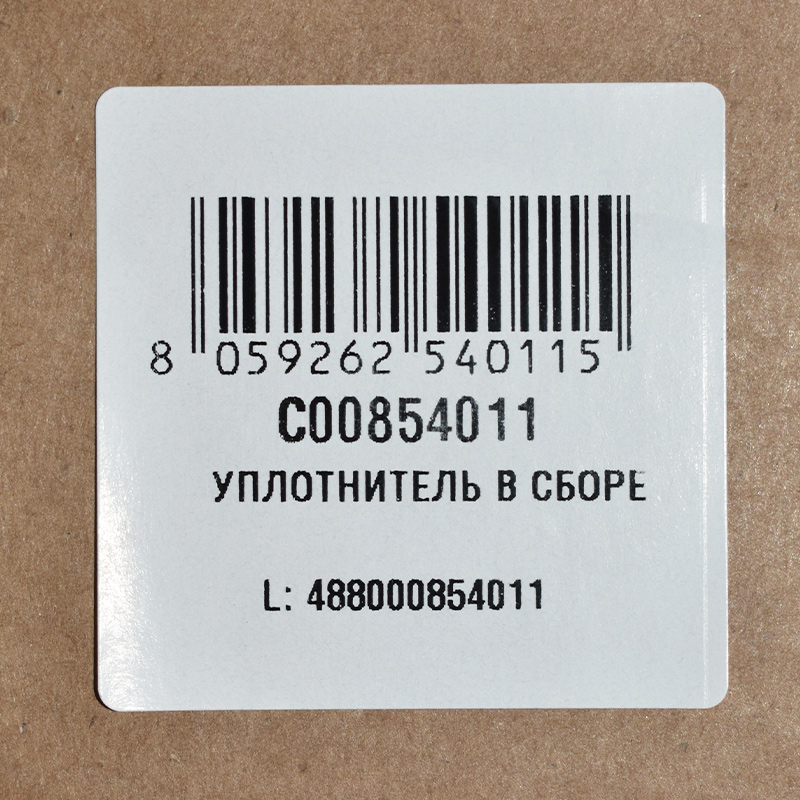 8 059262 540115
C00854011
УПЛОТНИТЕЛЬ В СБОРЕ
L: 488000854011